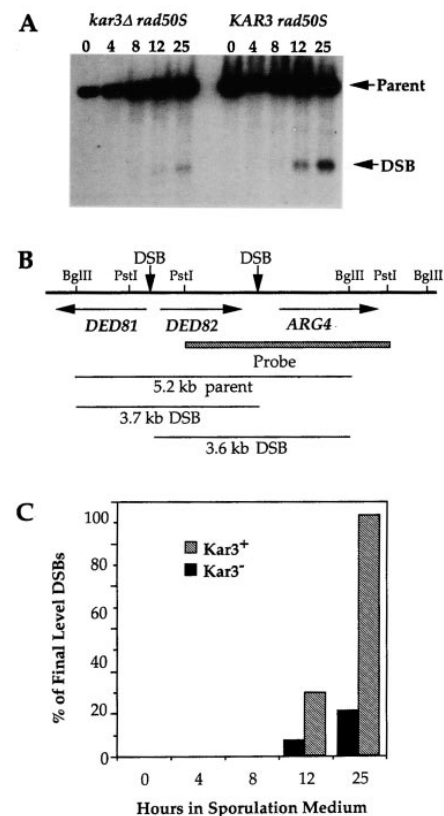 A
kar3Δ rad50S KAR3 rad50S
0 4 8 12 25 0 4 8 12 25
Parent
DSB
B
DSB DSB
BglII PstI PstI BglII PstI BglII
DED81 DED82 ARG4
Probe
5.2 kb parent
3.7 kb DSB
3.6 kb DSB
C
% of Final Level DSBs
100
80
60
40
20
0
Kar3+
Kar3-
0 4 8 12 25
Hours in Sporulation Medium